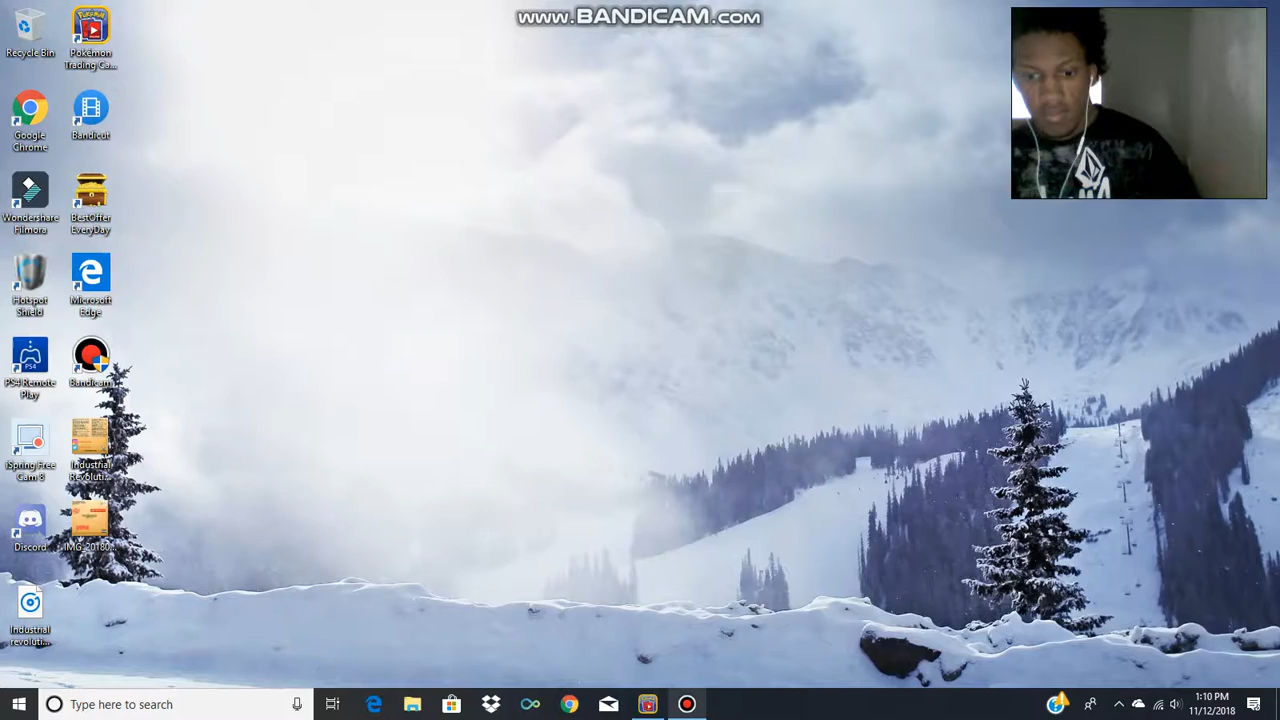 WWW.BANDICAM.COM
Recycle Bin
Pokémon
Trading Ca...
Google
Chrome
Bandicut
Wondershare
Filmora
BestOffer
EveryDay
Hotspot
Shield
Microsoft
Edge
PS4 Remote
Play
Bandicam
iSpring Free
Cam 8
Industrial
Revoluti...
Discord
IMG_20180...
Industrial
revoluti...
Type here to search
1:10 PM
11/12/2018